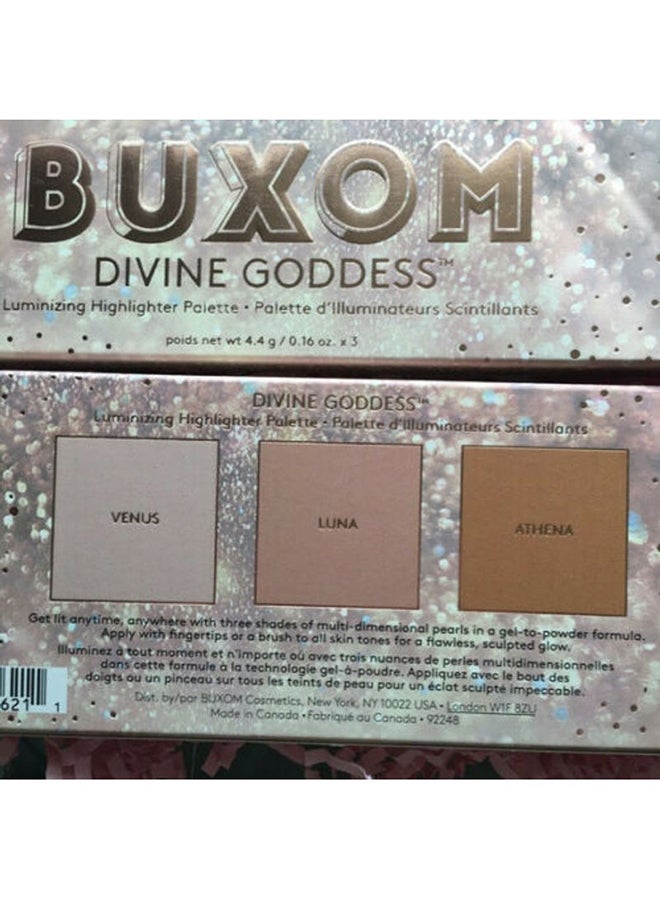 BUXOM
DIVINE GODDESS™
Luminizing Highlighter Palette • Palette d'Illuminateurs Scintillants
poids net wt 4.4 g / 0.16 oz. x 3
DIVINE GODDESS™
Luminizing Highlighter Palette • Palette d'Illuminateurs Scintillants
VENUS
LUNA
ATHENA
Get lit anytime, anywhere with three shades of multi-dimensional pearls in a gel-to-powder formula.
Apply with fingertips or a brush to all skin tones for a flawless, sculpted glow.
Illuminez à tout moment et n'importe où avec trois nuances de perles multidimensionnelles
dans cette formule à la technologie gel-à-poudre. Appliquez avec le bout des
doigts ou un pinceau sur tous les teints de peau pour un éclat sculpté impeccable.
Dist. by/par BUXOM Cosmetics, New York, NY 10022 USA • London W1F 8ZU
Made in Canada • Fabriqué au Canada • 92248
621 1